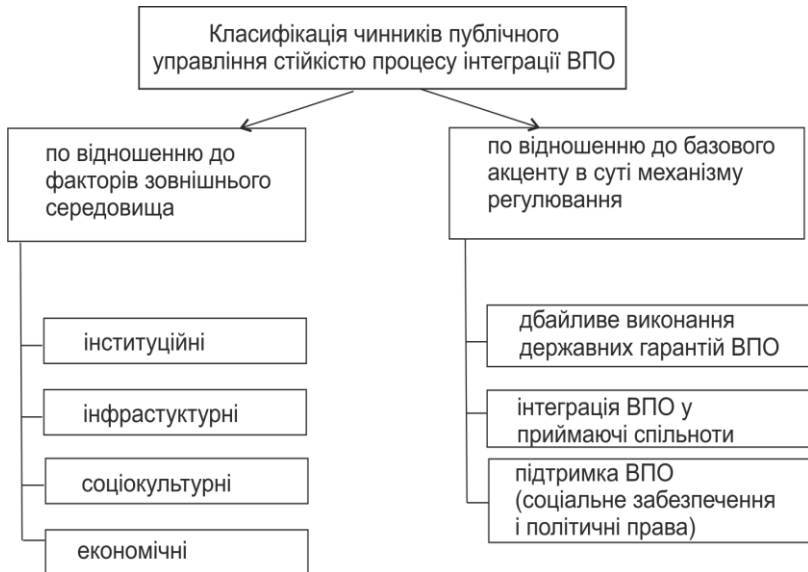 Класифікація чинників публічного
управління стійкістю процесу інтеграції ВПО
по відношенню до
факторів зовнішнього
середовища
інституційні
інфрастуктурні
соціокультурні
економічні
по відношенню до базового
акценту в суті механізму
регулювання
дбайливе виконання
державних гарантій ВПО
інтеграція ВПО у
приймаючі спільноти
підтримка ВПО
(соціальне забезпечення
і політичні права)